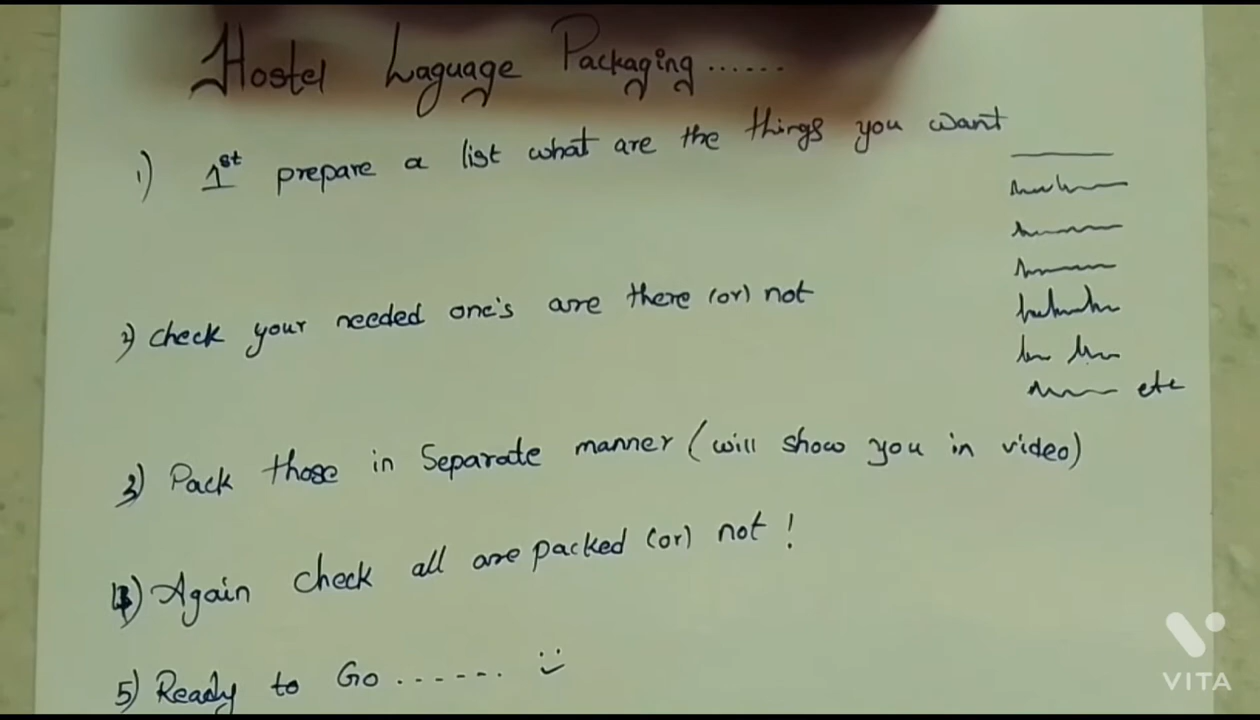 Hostel Laguage Packaging......
1) 1st prepare a list what are the things you want
etc
2) check your needed one's are there (or) not
3) Pack those in Separate manner (will show you in video)
4) Again check all are packed (or) not !
5) Ready to Go ......
VITA